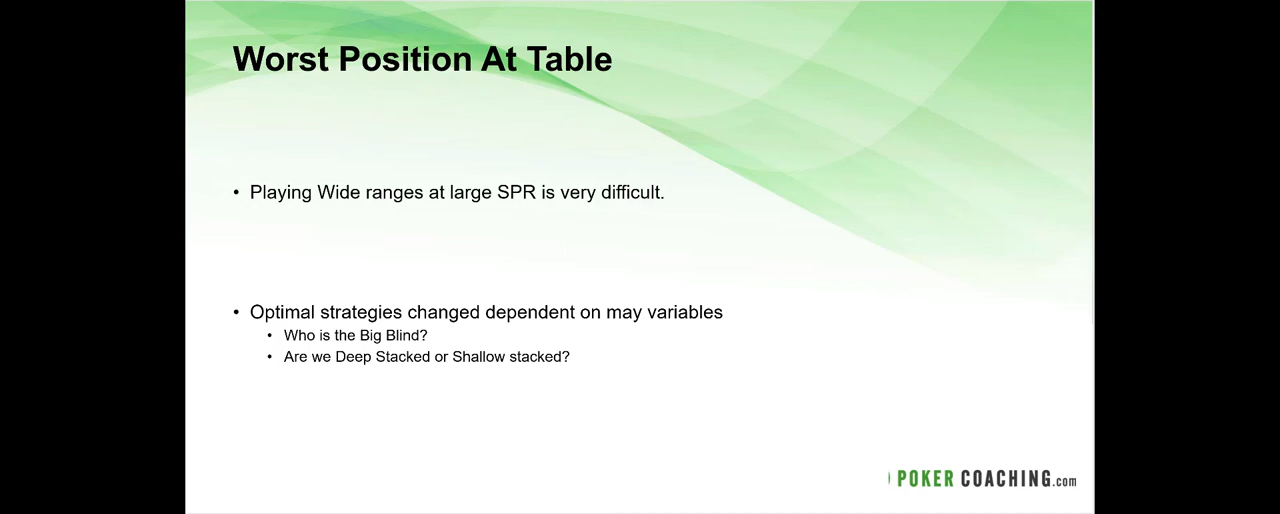 Worst Position At Table
• Playing Wide ranges at large SPR is very difficult.
• Optimal strategies changed dependent on may variables
• Who is the Big Blind?
• Are we Deep Stacked or Shallow stacked?
POKER COACHING.com